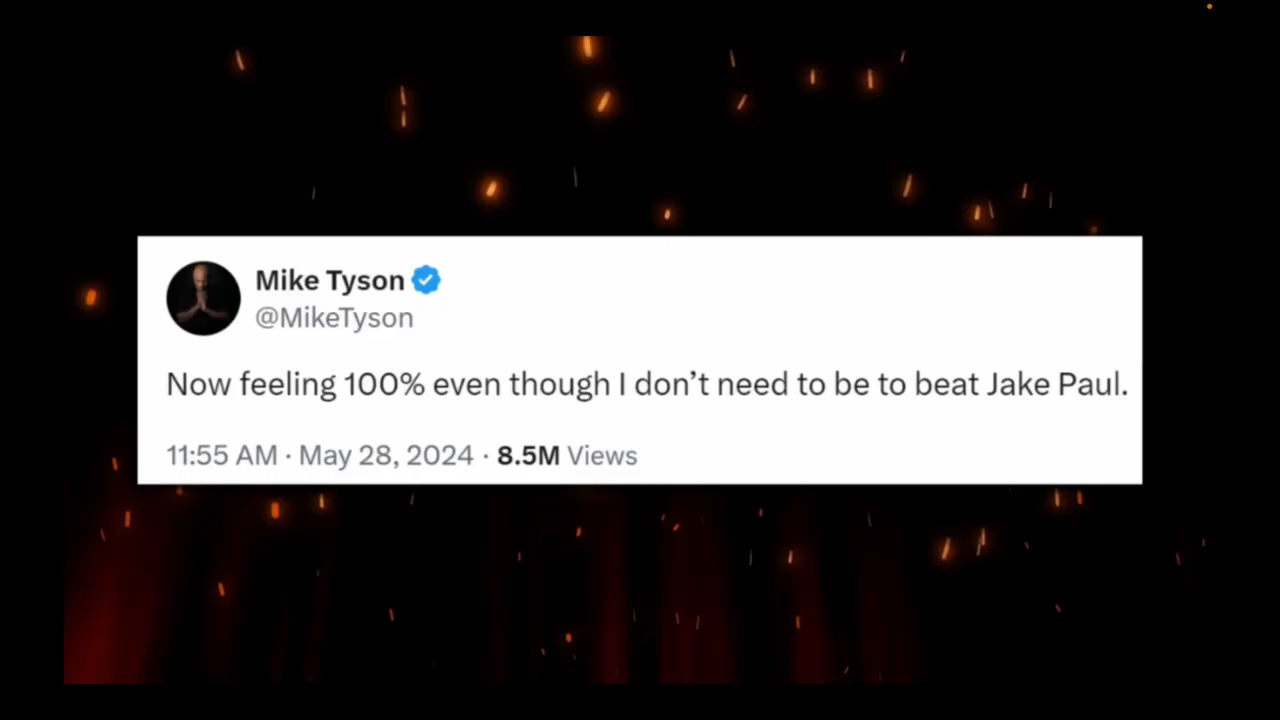 Mike Tyson
@MikeTyson
Now feeling 100% even though I don’t need to be to beat Jake Paul.
11:55 AM · May 28, 2024 · 8.5M Views